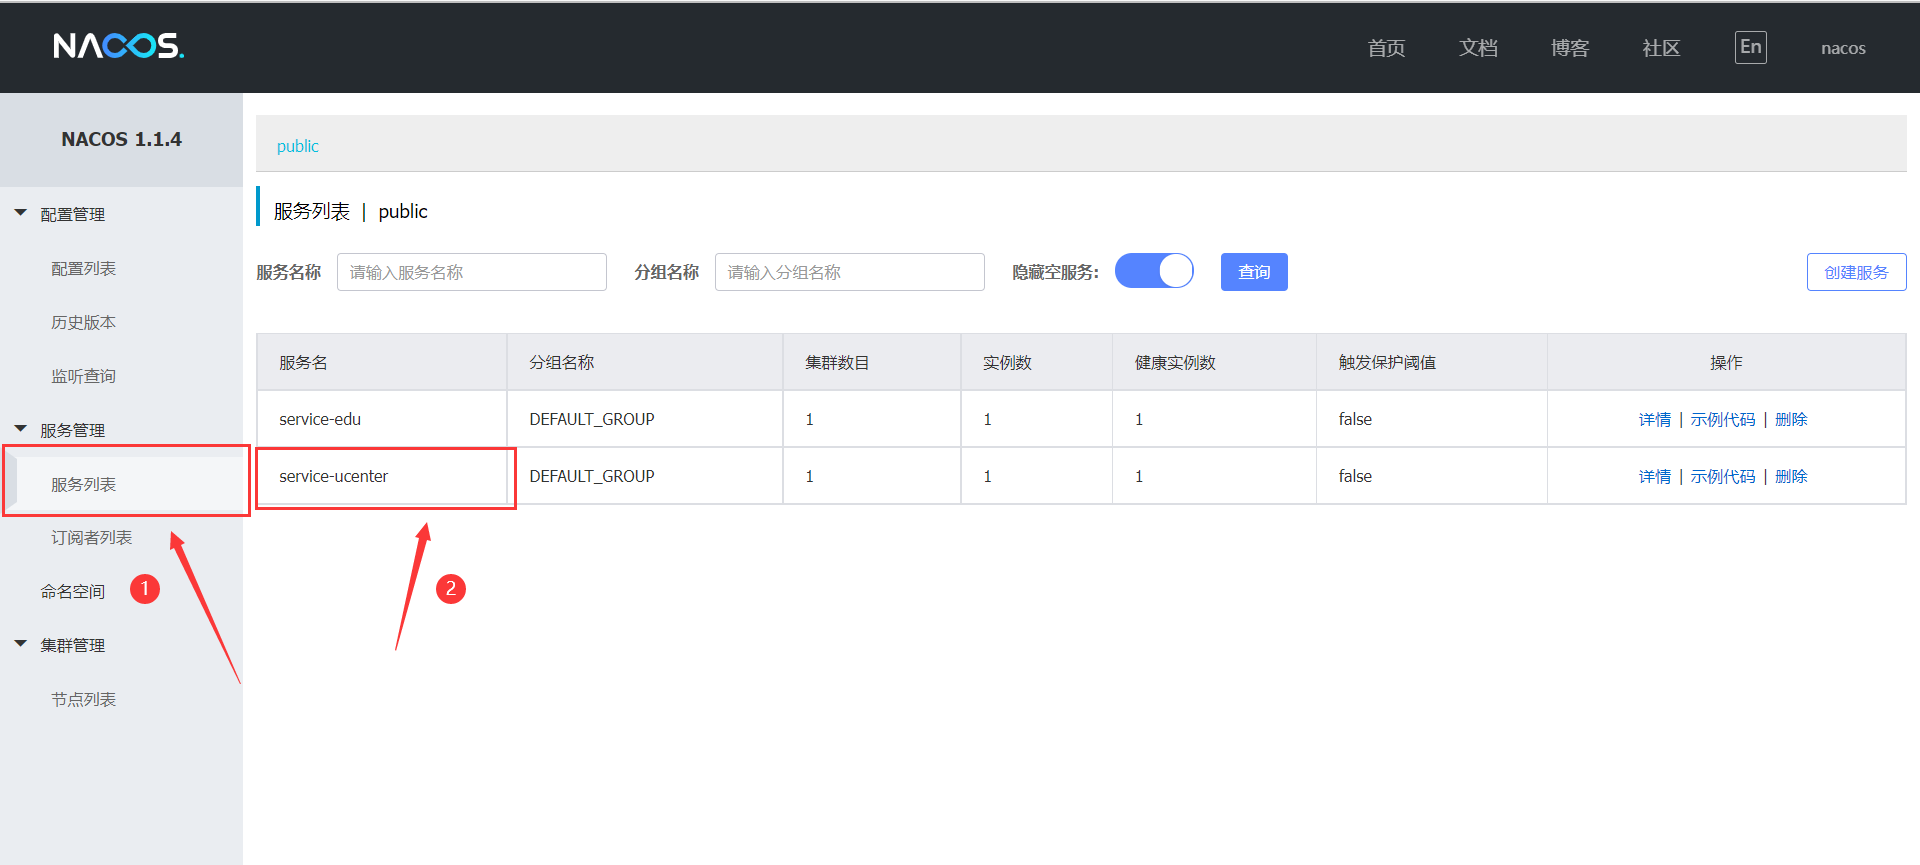 NACOS.
首页 文档 博客 社区 En nacos
NACOS 1.1.4
配置管理
配置列表
历史版本
监听查询
服务管理
服务列表
订阅者列表
命名空间
1
集群管理
节点列表
public
服务列表 | public
服务名称 请输入服务名称 分组名称 请输入分组名称 隐藏空服务: 查询 创建服务
服务名 分组名称 集群数目 实例数 健康实例数 触发保护阈值 操作
service-edu DEFAULT_GROUP 1 1 1 false 详情 | 示例代码 | 删除
service-ucenter DEFAULT_GROUP 1 1 1 false 详情 | 示例代码 | 删除
2